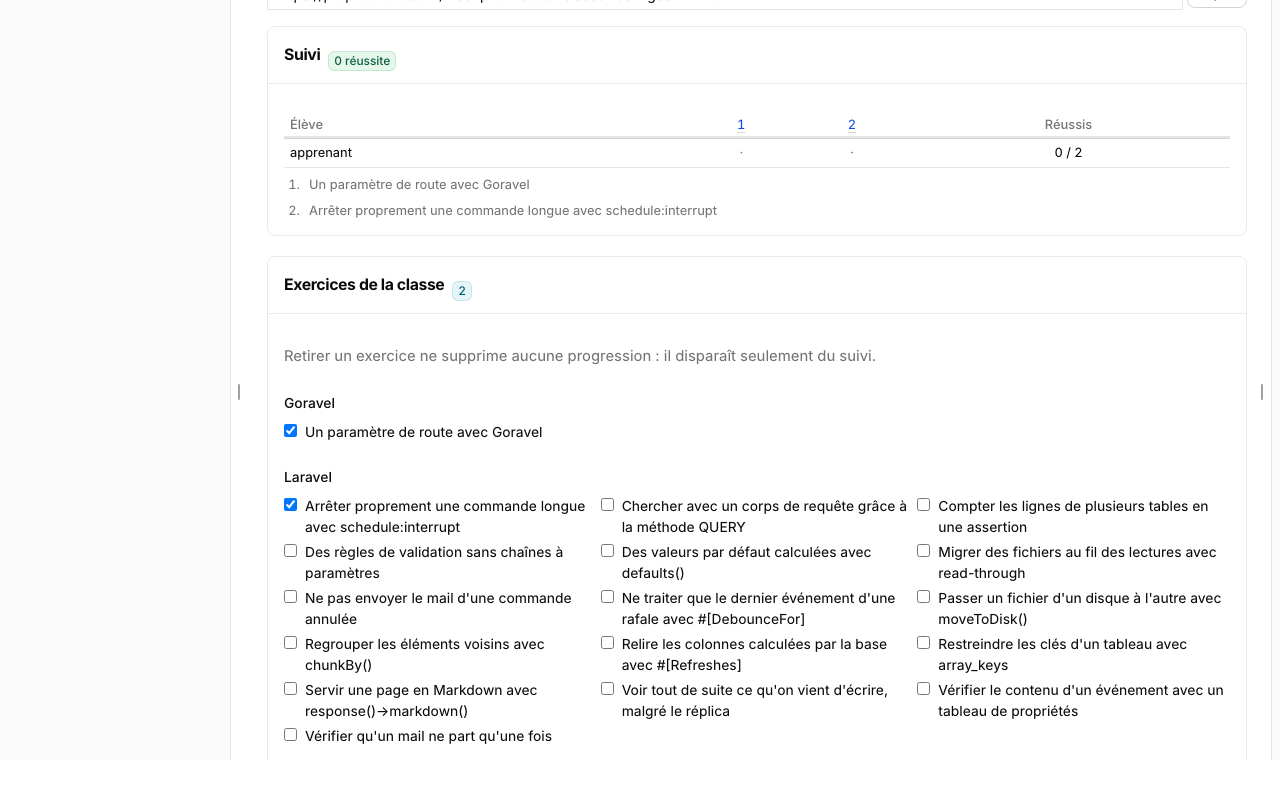 Suivi 0 réussite
Élève 1 2 Réussis
apprenant · · 0 / 2
1. Un paramètre de route avec Goravel
2. Arrêter proprement une commande longue avec schedule:interrupt
Exercices de la classe 2
Retirer un exercice ne supprime aucune progression : il disparaît seulement du suivi.
Goravel
Un paramètre de route avec Goravel
Laravel
Arrêter proprement une commande longue
avec schedule:interrupt
Chercher avec un corps de requête grâce à
la méthode QUERY
Compter les lignes de plusieurs tables en
une assertion
Des règles de validation sans chaînes à
paramètres
Des valeurs par défaut calculées avec
defaults()
Migrer des fichiers au fil des lectures avec
read-through
Ne pas envoyer le mail d'une commande
annulée
Ne traiter que le dernier événement d'une
rafale avec #[DebounceFor]
Passer un fichier d'un disque à l'autre avec
moveToDisk()
Regrouper les éléments voisins avec
chunkBy()
Relire les colonnes calculées par la base
avec #[Refreshes]
Restreindre les clés d'un tableau avec
array_keys
Servir une page en Markdown avec
response()->markdown()
Voir tout de suite ce qu'on vient d'écrire,
malgré le réplica
Vérifier le contenu d'un événement avec un
tableau de propriétés
Vérifier qu'un mail ne part qu'une fois